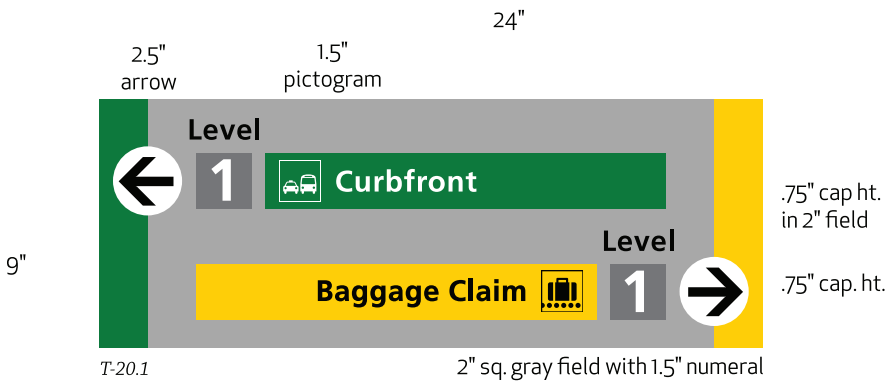 24"
2.5"
arrow
1.5"
pictogram
Level
1 Curbfront
.75" cap ht.
in 2" field
Level
9"
Baggage Claim 1
.75" cap. ht.
T-20.1
2" sq. gray field with 1.5" numeral